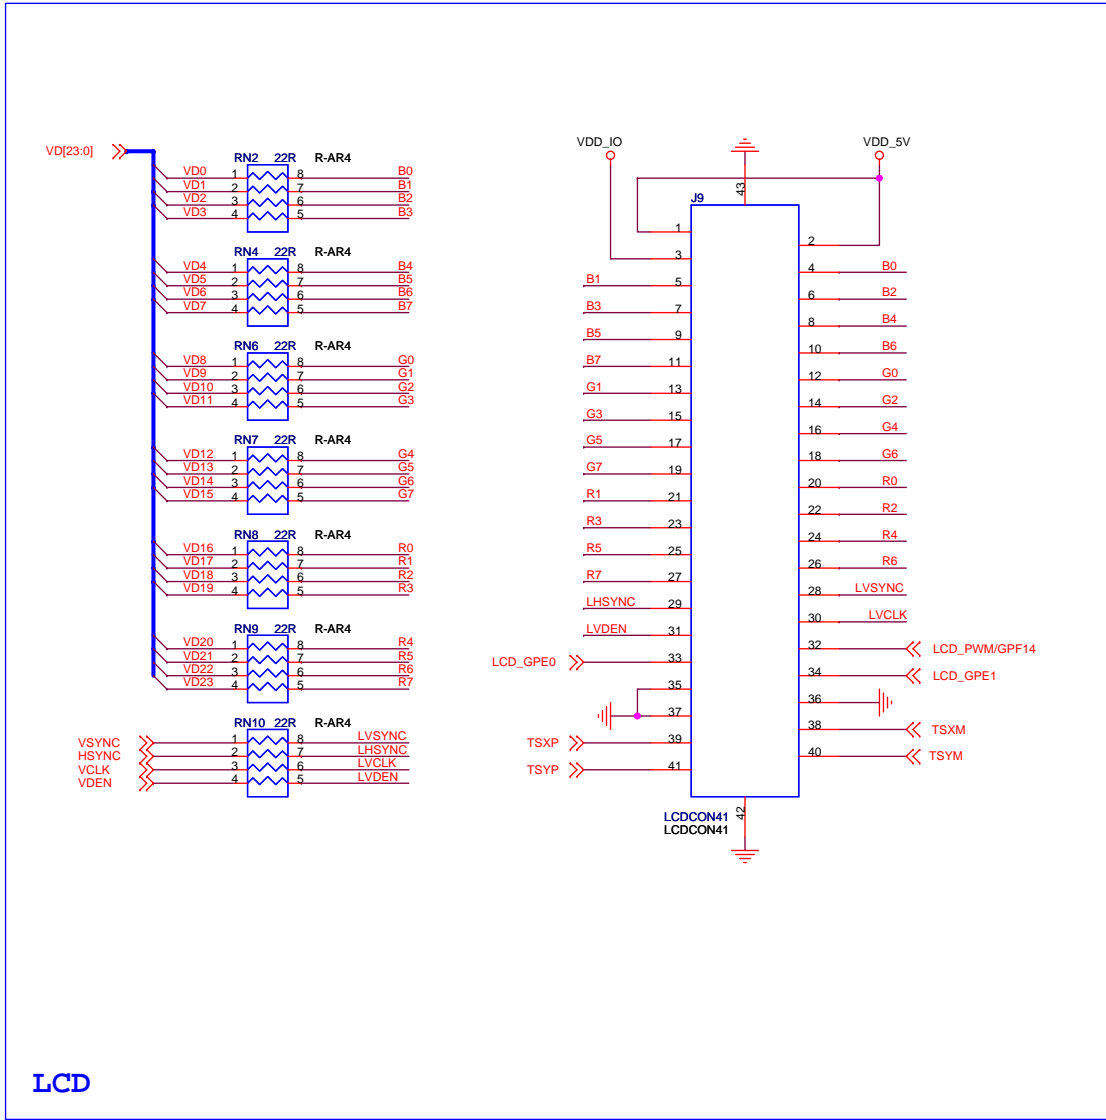 VD[23:0]
RN2 22R R-AR4
VD0 1 8 B0
VD1 2 7 B1
VD2 3 6 B2
VD3 4 5 B3
RN4 22R R-AR4
VD4 1 8 B4
VD5 2 7 B5
VD6 3 6 B6
VD7 4 5 B7
RN6 22R R-AR4
VD8 1 8 G0
VD9 2 7 G1
VD10 3 6 G2
VD11 4 5 G3
RN7 22R R-AR4
VD12 1 8 G4
VD13 2 7 G5
VD14 3 6 G6
VD15 4 5 G7
RN8 22R R-AR4
VD16 1 8 R0
VD17 2 7 R1
VD18 3 6 R2
VD19 4 5 R3
RN9 22R R-AR4
VD20 1 8 R4
VD21 2 7 R5
VD22 3 6 R6
VD23 4 5 R7
RN10 22R R-AR4
VSYNC 1 8 LVSYNC
HSYNC 2 7 LHSYNC
VCLK 3 6 LVCLK
VDEN 4 5 LVDEN
VDD_IO
VDD_5V
43
J9
1
2
3
4 B0
B1 5
6 B2
B3 7
8 B4
B5 9
10 B6
B7 11
12 G0
G1 13
14 G2
G3 15
16 G4
G5 17
18 G6
G7 19
20 R0
R1 21
22 R2
R3 23
24 R4
R5 25
26 R6
R7 27
28 LVSYNC
LHSYNC 29
30 LVCLK
LVDEN 31
32 LCD_PWM/GPF14
LCD_GPE0 33
34 LCD_GPE1
35
36
37
38 TSXM
TSXP 39
40 TSYM
TSYP 41
42
LCDCON41
LCDCON41
LCD